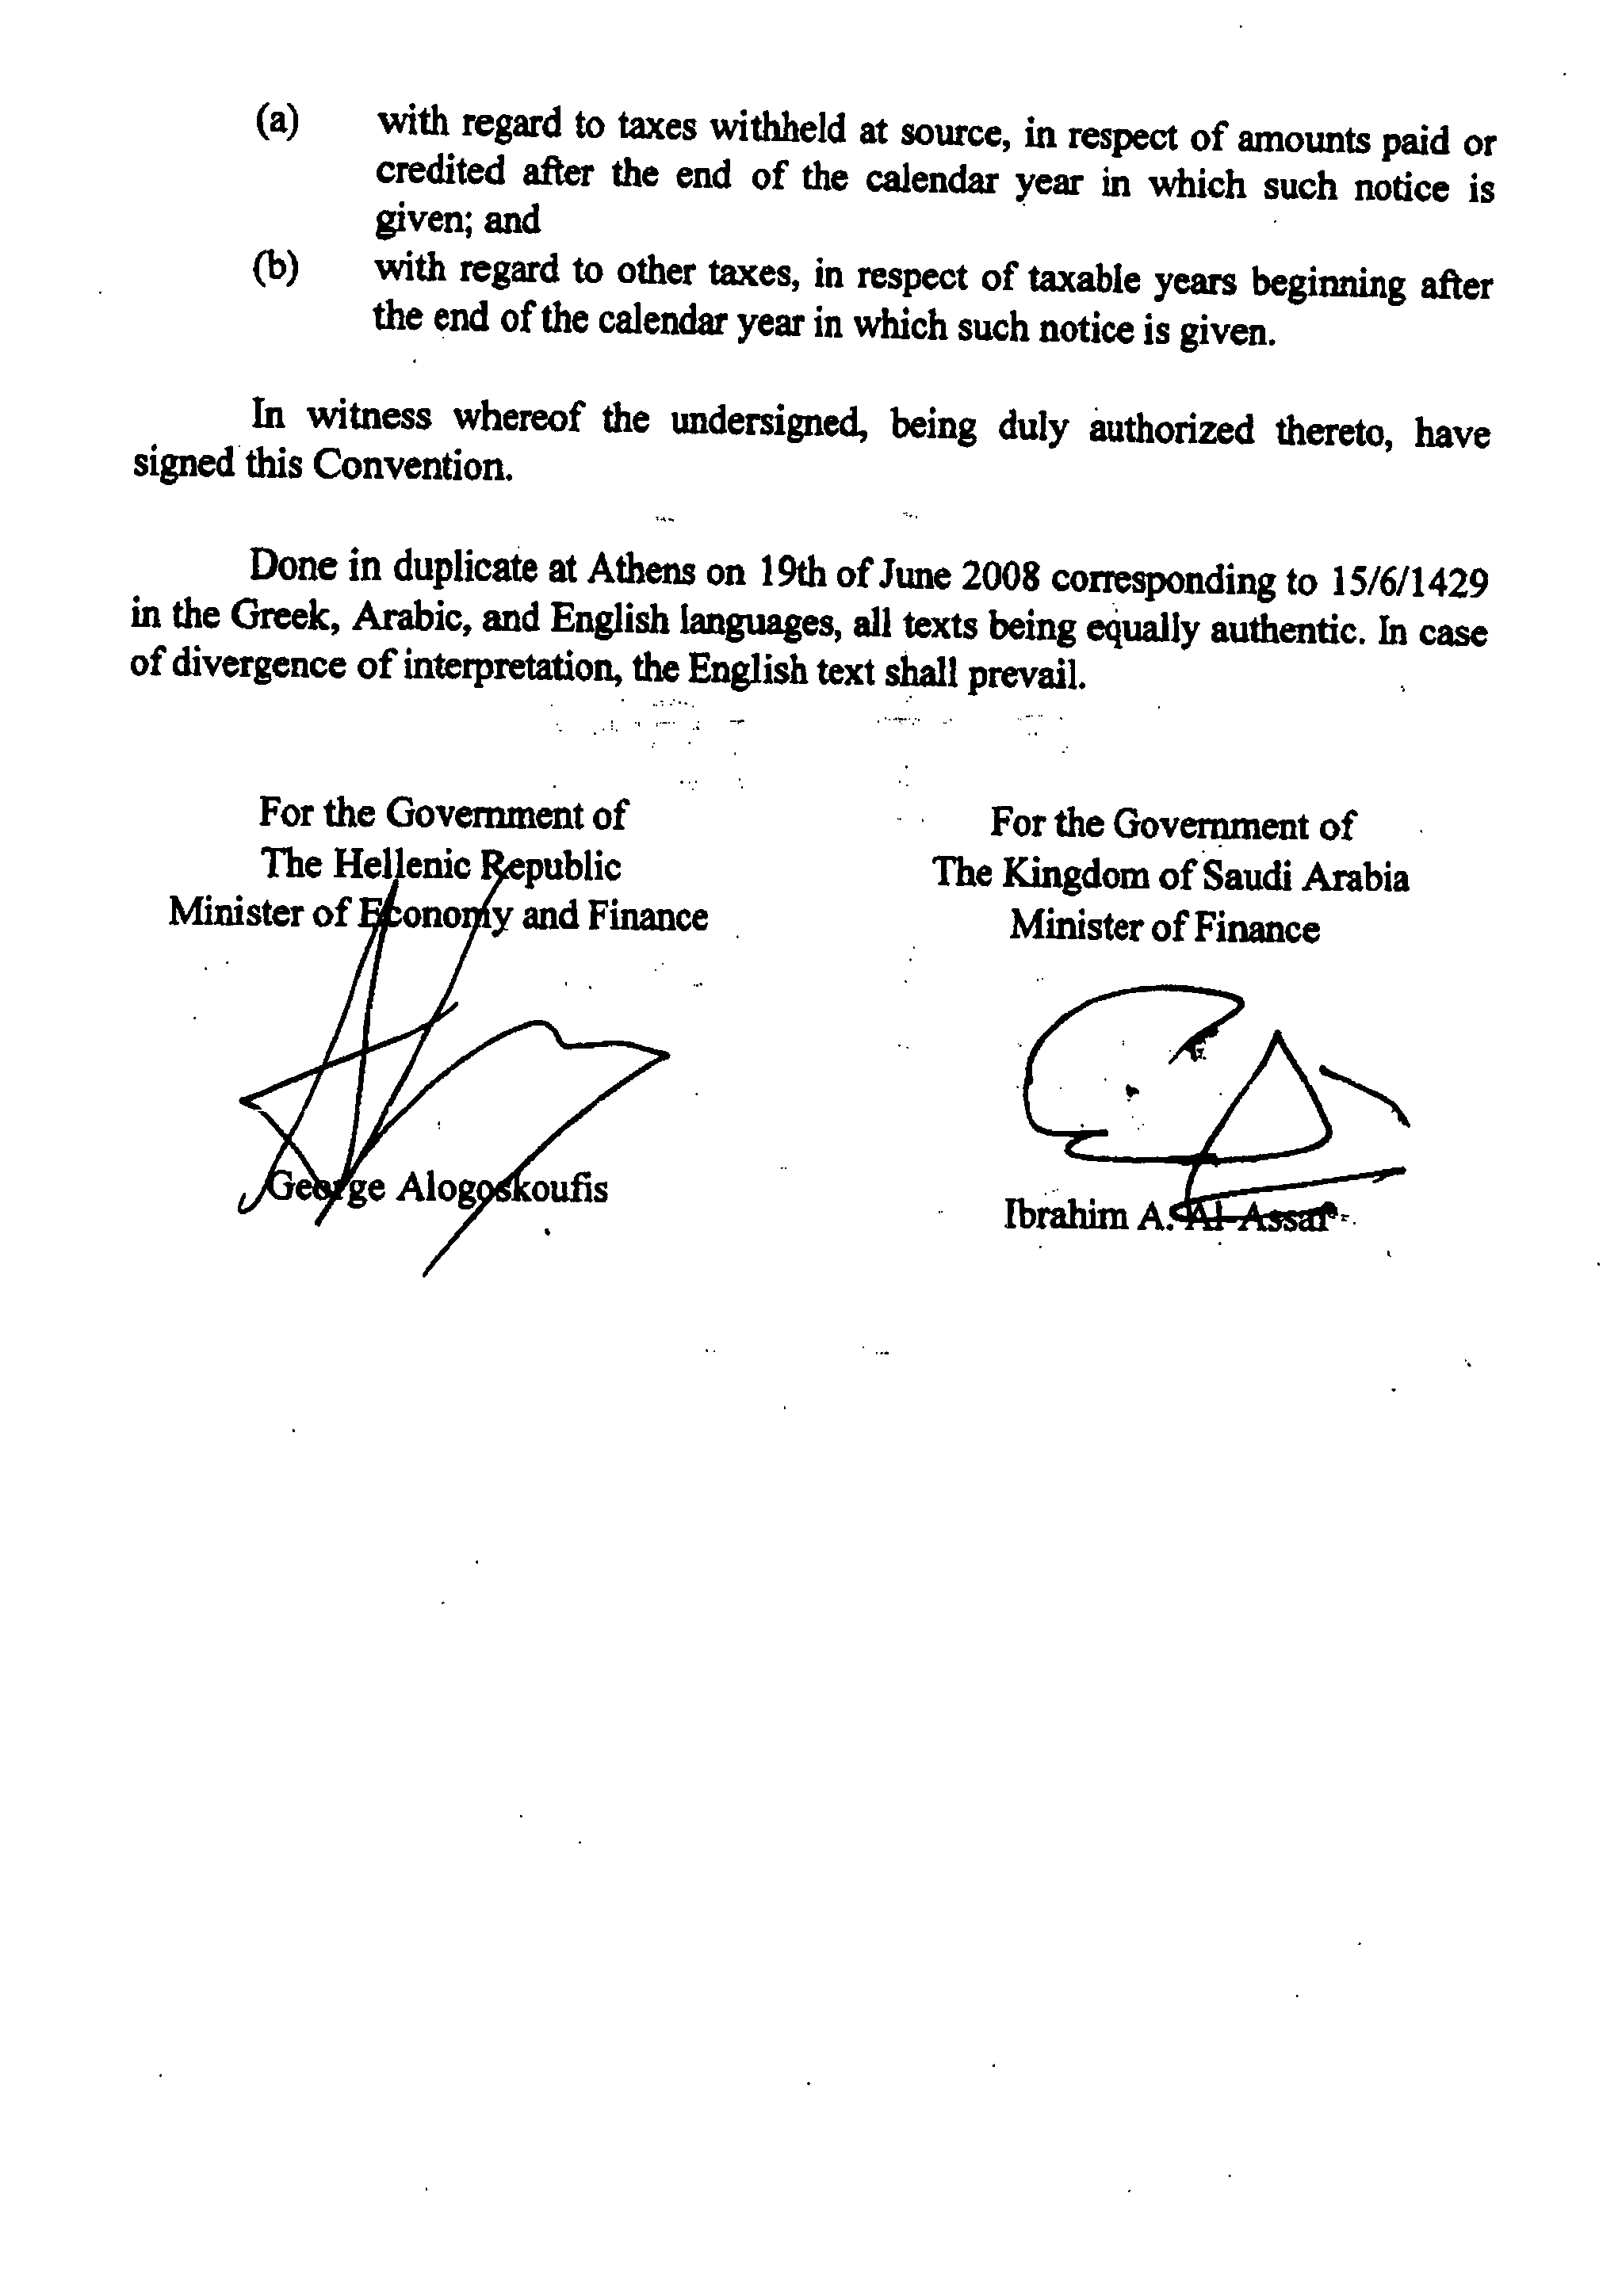 (a) with regard to taxes withheld at source, in respect of amounts paid or
credited after the end of the calendar year in which such notice is
given; and
(b) with regard to other taxes, in respect of taxable years beginning after
the end of the calendar year in which such notice is given.
In witness whereof the undersigned, being duly authorized thereto, have
signed this Convention.
Done in duplicate at Athens on 19th of June 2008 corresponding to 15/6/1429
in the Greek, Arabic, and English languages, all texts being equally authentic. In case
of divergence of interpretation, the English text shall prevail.
For the Government of
The Hellenic Republic
Minister of Economy and Finance
George Alogoskoufis
For the Government of
The Kingdom of Saudi Arabia
Minister of Finance
Ibrahim A. Al-Assaf